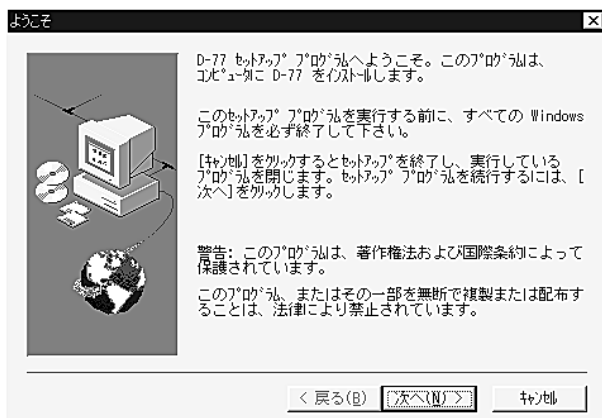 ようこそ
D-77 ｾｯﾄｱｯﾌﾟ ﾌﾟﾛｸﾞﾗﾑへようこそ。このﾌﾟﾛｸﾞﾗﾑは、
ｺﾝﾋﾟｭｰﾀに D-77 をｲﾝｽﾄｰﾙします。
このｾｯﾄｱｯﾌﾟ ﾌﾟﾛｸﾞﾗﾑを実行する前に、すべての Windows
ﾌﾟﾛｸﾞﾗﾑを必ず終了して下さい。
[ｷｬﾝｾﾙ] をｸﾘｯｸするとｾｯﾄｱｯﾌﾟを終了し、実行している
ﾌﾟﾛｸﾞﾗﾑを閉じます。ｾｯﾄｱｯﾌﾟ ﾌﾟﾛｸﾞﾗﾑを続行するには、[
次へ] をｸﾘｯｸします。
警告: このﾌﾟﾛｸﾞﾗﾑは、著作権法および国際条約によって
保護されています。
このﾌﾟﾛｸﾞﾗﾑ、またはその一部を無断で複製または配布す
ることは、法律により禁止されています。
< 戻る(B) 次へ(N) > ｷｬﾝｾﾙ